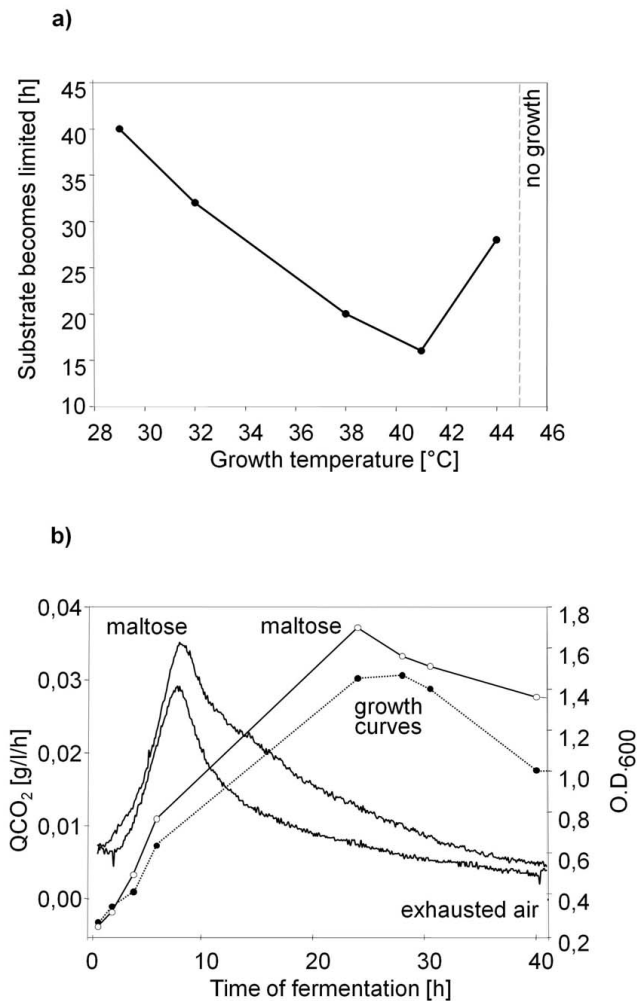 a)
Substrate becomes limited [h]
45
40
35
30
25
20
15
10
no growth
28 30 32 34 36 38 40 42 44 46
Growth temperature [°C]
b)
QCO2 [g/l/h]
0,04
0,03
0,02
0,01
0,00
maltose
maltose
growth
curves
exhausted air
1,8
1,6
1,4
1,2
1,0
0,8
0,6
0,4
0,2
O.D.600
0 10 20 30 40
Time of fermentation [h]